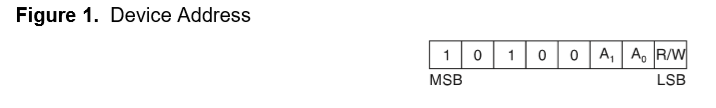 Figure 1. Device Address
1 0 1 0 0 A₁ A₀ R/W
MSB LSB